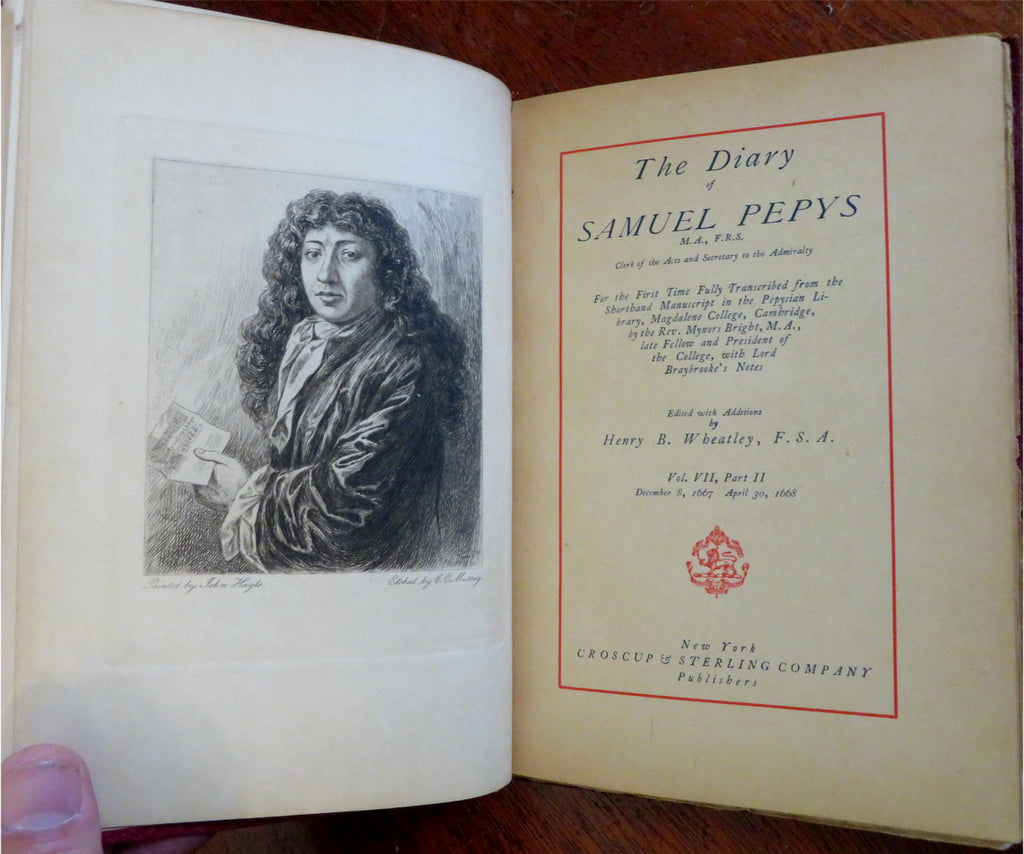 Painted by John Hayls.
Etched by C. O. Murray
The Diary
of
SAMUEL PEPYS
M.A., F.R.S.
Clerk of the Acts and Secretary to the Admiralty
For the First Time Fully Transcribed from the
Shorthand Manuscript in the Pepysian Li-
brary, Magdalene College, Cambridge,
by the Rev. Mynors Bright, M.A.,
late Fellow and President of
the College, with Lord
Braybrooke's Notes
Edited with Additions
by
Henry B. Wheatley, F.S.A.
Vol. VII, Part II
December 8, 1667 April 30, 1668
New York
CROSCUP & STERLING COMPANY
Publishers